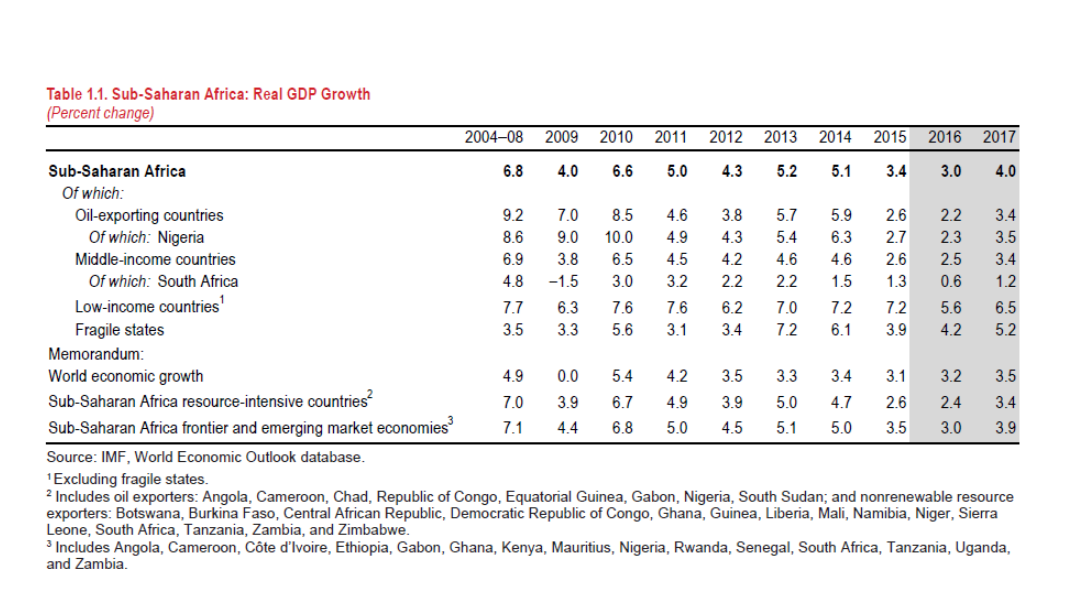 Table 1.1. Sub-Saharan Africa: Real GDP Growth
(Percent change)
2004–08 2009 2010 2011 2012 2013 2014 2015 2016 2017
Sub-Saharan Africa 6.8 4.0 6.6 5.0 4.3 5.2 5.1 3.4 3.0 4.0
Of which:
Oil-exporting countries 9.2 7.0 8.5 4.6 3.8 5.7 5.9 2.6 2.2 3.4
Of which: Nigeria 8.6 9.0 10.0 4.9 4.3 5.4 6.3 2.7 2.3 3.5
Middle-income countries 6.9 3.8 6.5 4.5 4.2 4.6 4.6 2.6 2.5 3.4
Of which: South Africa 4.8 –1.5 3.0 3.2 2.2 2.2 1.5 1.3 0.6 1.2
Low-income countries1 7.7 6.3 7.6 7.6 6.2 7.0 7.2 7.2 5.6 6.5
Fragile states 3.5 3.3 5.6 3.1 3.4 7.2 6.1 3.9 4.2 5.2
Memorandum:
World economic growth 4.9 0.0 5.4 4.2 3.5 3.3 3.4 3.1 3.2 3.5
Sub-Saharan Africa resource-intensive countries2 7.0 3.9 6.7 4.9 3.9 5.0 4.7 2.6 2.4 3.4
Sub-Saharan Africa frontier and emerging market economies3 7.1 4.4 6.8 5.0 4.5 5.1 5.0 3.5 3.0 3.9
Source: IMF, World Economic Outlook database.
1 Excluding fragile states.
2 Includes oil exporters: Angola, Cameroon, Chad, Republic of Congo, Equatorial Guinea, Gabon, Nigeria, South Sudan; and nonrenewable resource
exporters: Botswana, Burkina Faso, Central African Republic, Democratic Republic of Congo, Ghana, Guinea, Liberia, Mali, Namibia, Niger, Sierra
Leone, South Africa, Tanzania, Zambia, and Zimbabwe.
3 Includes Angola, Cameroon, Côte d'Ivoire, Ethiopia, Gabon, Ghana, Kenya, Mauritius, Nigeria, Rwanda, Senegal, South Africa, Tanzania, Uganda,
and Zambia.